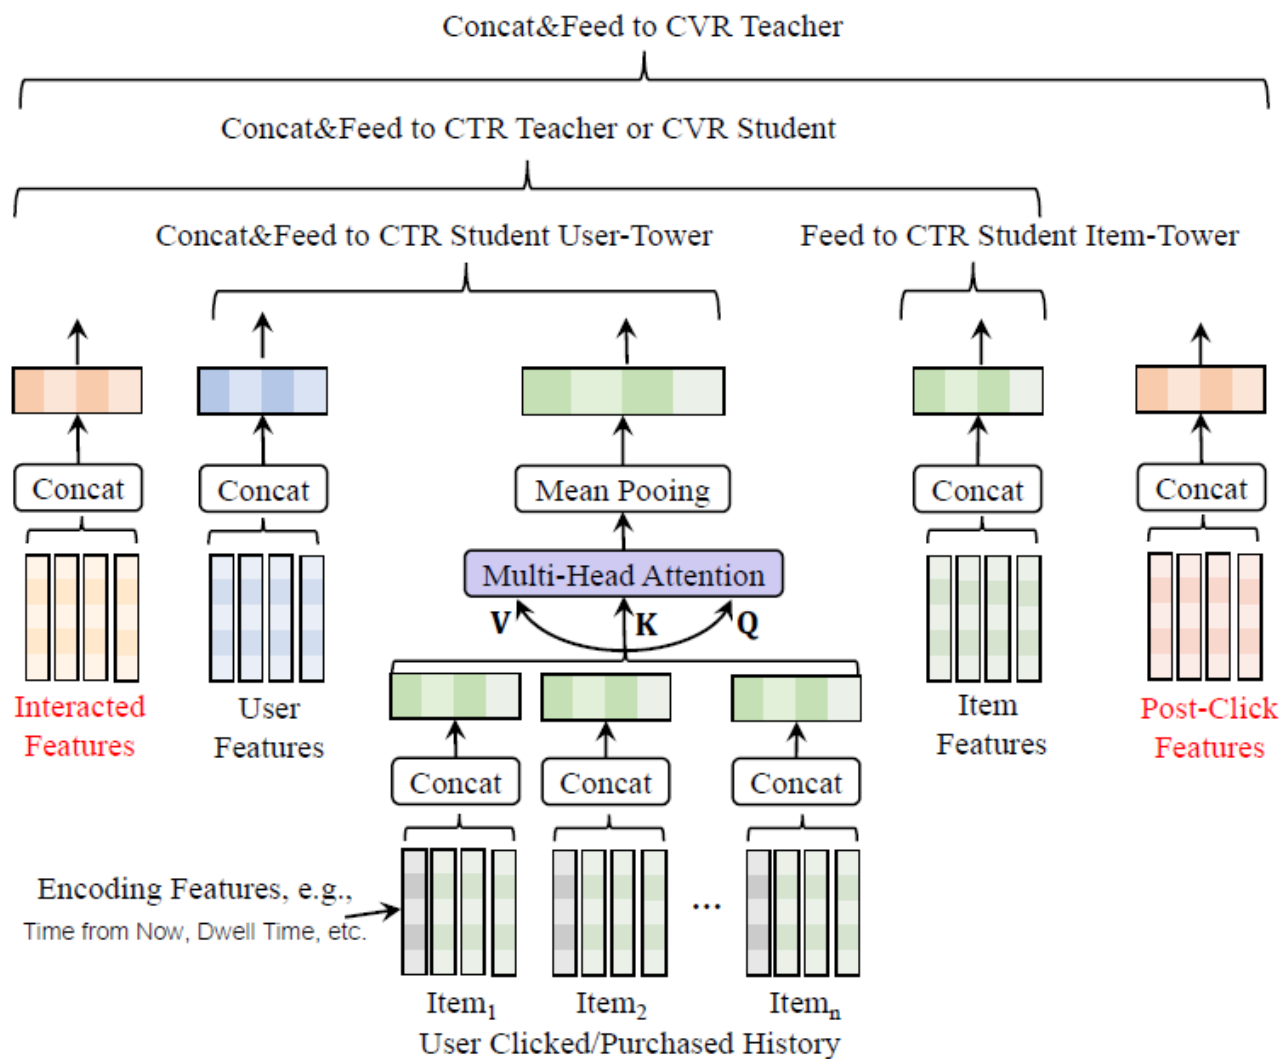 Concat&Feed to CVR Teacher
Concat&Feed to CTR Teacher or CVR Student
Concat&Feed to CTR Student User-Tower
Feed to CTR Student Item-Tower
Concat
Concat
Mean Pooing
Concat
Concat
Multi-Head Attention
V
K
Q
Interacted
Features
User
Features
Item
Features
Post-Click
Features
Concat
Concat
Concat
Encoding Features, e.g.,
Time from Now, Dwell Time, etc.
...
Item1
Item2
Itemn
User Clicked/Purchased History